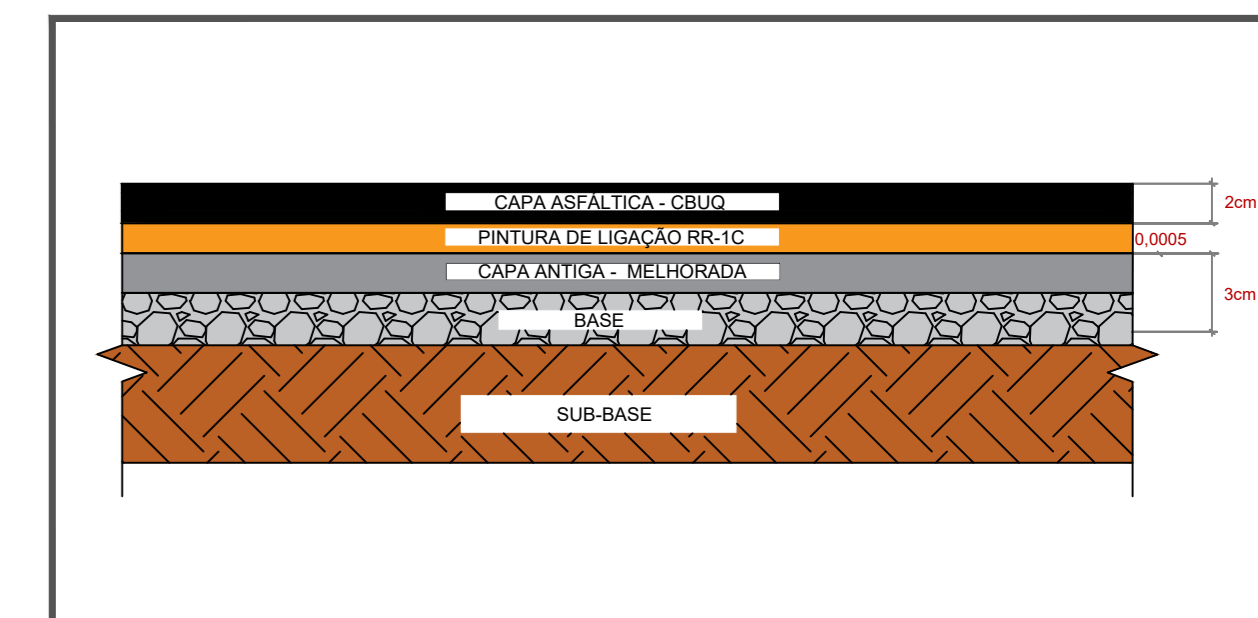 CAPA ASFÁLTICA - CBUQ
2cm
PINTURA DE LIGAÇÃO RR-1C
0,0005
CAPA ANTIGA - MELHORADA
3cm
BASE
SUB-BASE